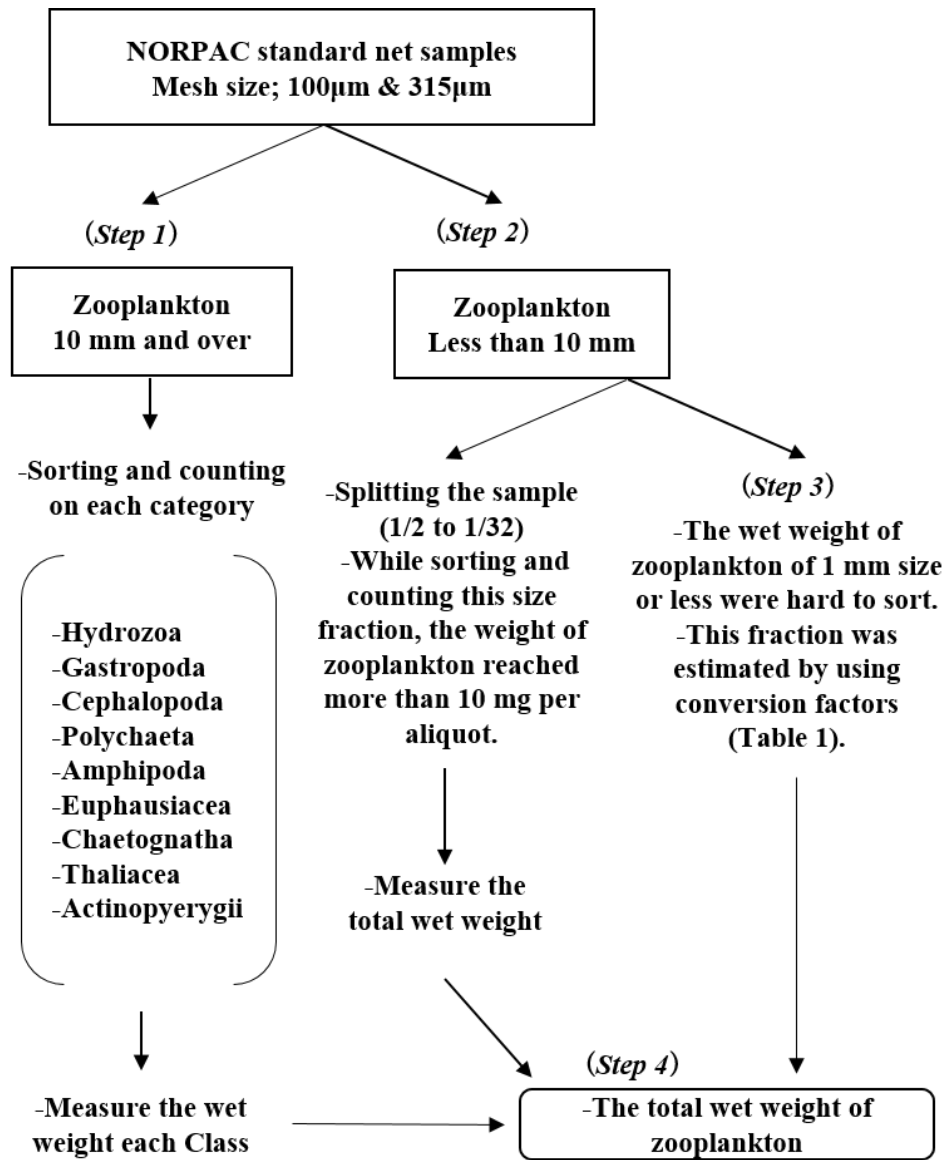 NORPAC standard net samples
Mesh size; 100μm & 315μm
(Step 1)
Zooplankton
10 mm and over
-Sorting and counting
on each category
-Hydrozoa
-Gastropoda
-Cephalopoda
-Polychaeta
-Amphipoda
-Euphausiacea
-Chaetognatha
-Thaliacea
-Actinopyerygii
-Measure the wet
weight each Class
(Step 2)
Zooplankton
Less than 10 mm
-Splitting the sample
(1/2 to 1/32)
-While sorting and
counting this size
fraction, the weight of
zooplankton reached
more than 10 mg per
aliquot.
-Measure the
total wet weight
(Step 3)
-The wet weight of
zooplankton of 1 mm size
or less were hard to sort.
-This fraction was
estimated by using
conversion factors
(Table 1).
(Step 4)
-The total wet weight of
zooplankton